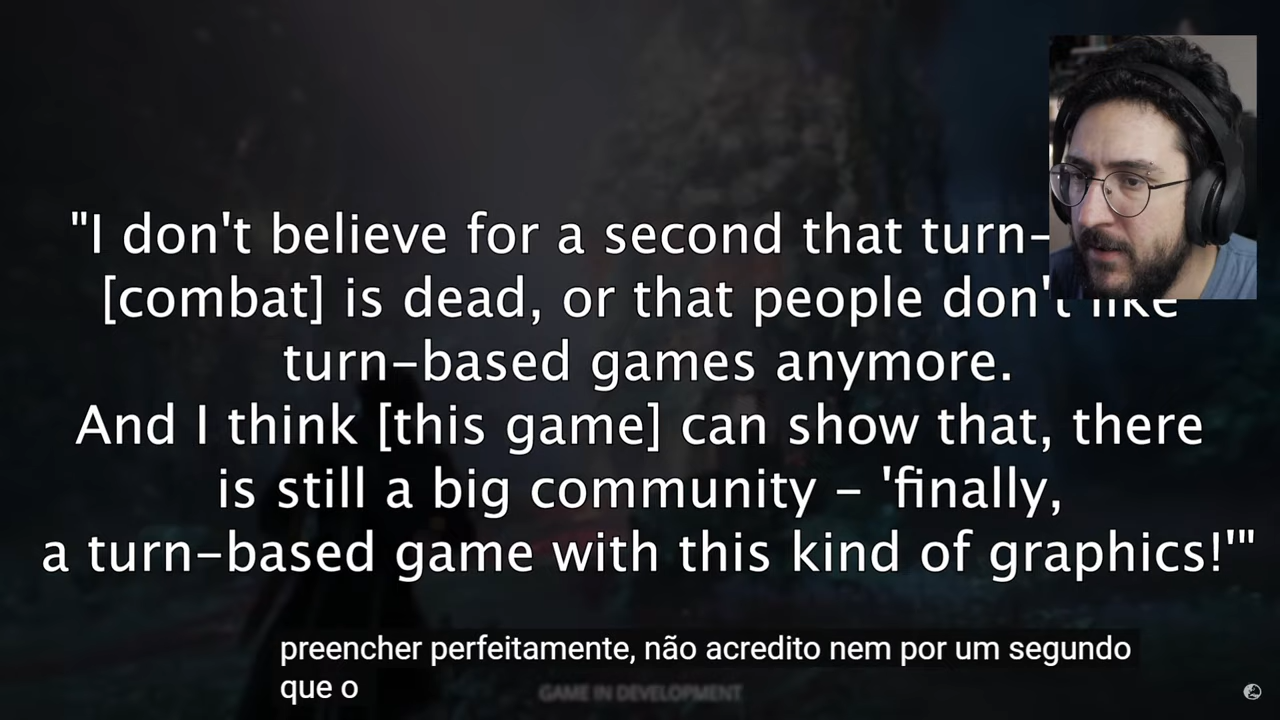 "I don't believe for a second that turn-
[combat] is dead, or that people don't like
turn-based games anymore.
And I think [this game] can show that, there
is still a big community – 'finally,
a turn-based game with this kind of graphics!'"
preencher perfeitamente, não acredito nem por um segundo
que o
GAME IN DEVELOPMENT